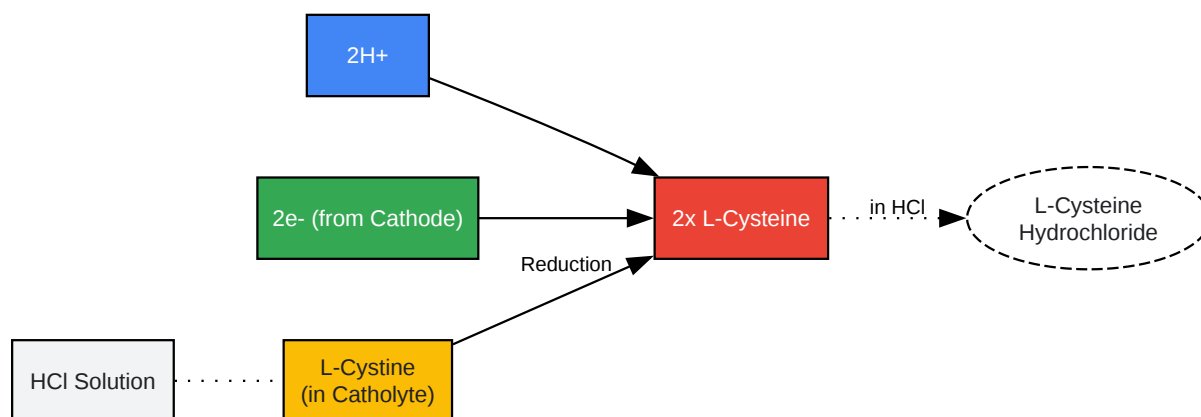 2H+
2e- (from Cathode)
2x L-Cysteine
in HCl
L-Cysteine
Hydrochloride
Reduction
HCl Solution
L-Cystine
(in Catholyte)